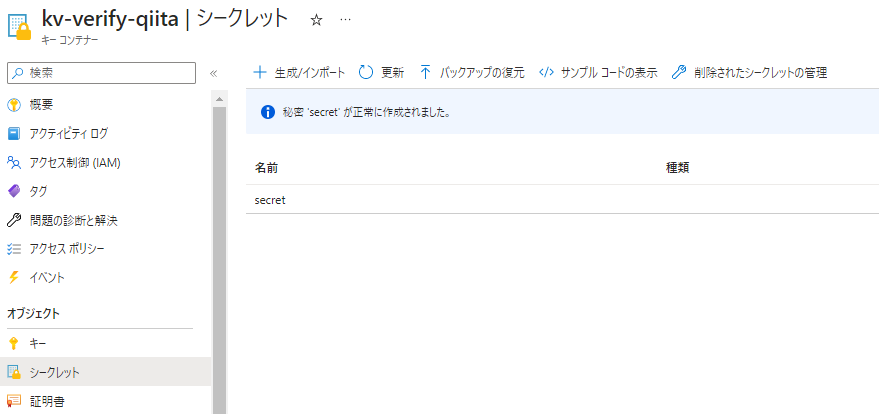 kv-verify-qiita | シークレット ☆ …
キー コンテナー
検索 «
＋ 生成/インポート 更新 バックアップの復元 </> サンプル コードの表示 削除されたシークレットの管理
概要
秘密 'secret' が正常に作成されました。
アクティビティ ログ
アクセス制御 (IAM)
名前 種類
タグ
secret
問題の診断と解決
アクセス ポリシー
イベント
オブジェクト
キー
シークレット
証明書